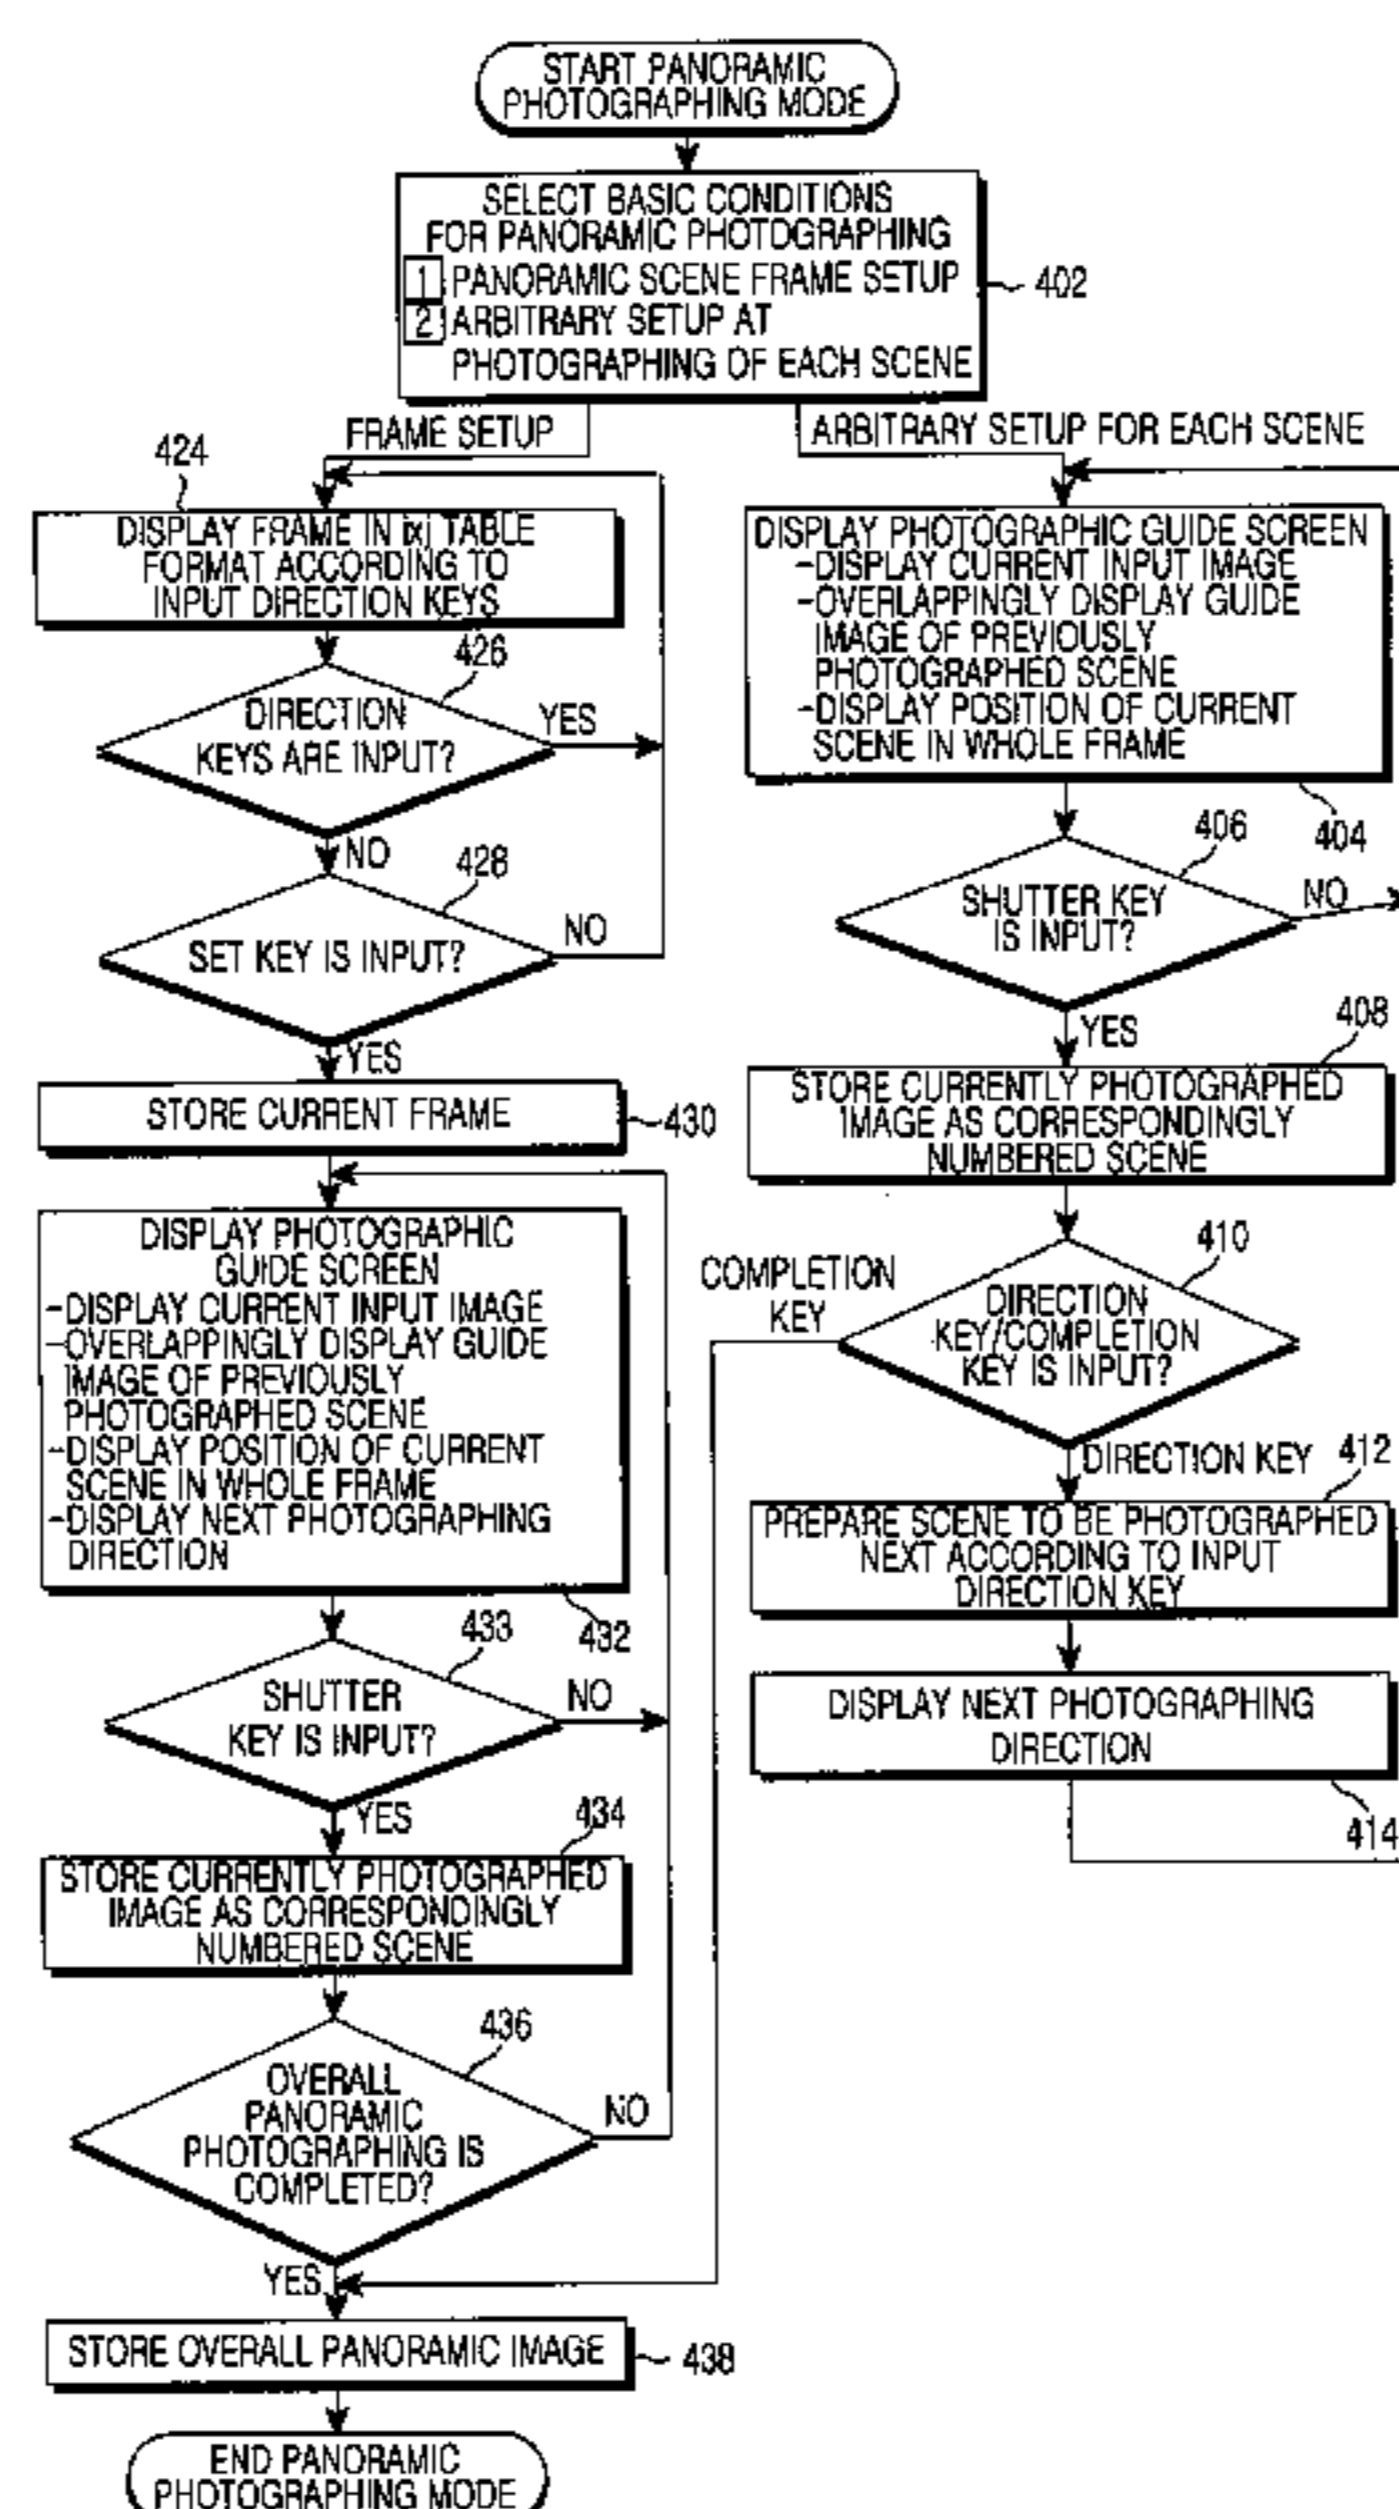 START PANORAMIC
PHOTOGRAPHING MODE
SELECT BASIC CONDITIONS
FOR PANORAMIC PHOTOGRAPHING
1 PANORAMIC SCENE FRAME SETUP
2 ARBITRARY SETUP AT
PHOTOGRAPHING OF EACH SCENE
402
FRAME SETUP
424
DISPLAY FRAME IN ixj TABLE
FORMAT ACCORDING TO
INPUT DIRECTION KEYS
426
DIRECTION
KEYS ARE INPUT?
YES
NO
428
SET KEY IS INPUT?
NO
YES
STORE CURRENT FRAME
430
DISPLAY PHOTOGRAPHIC
GUIDE SCREEN
-DISPLAY CURRENT INPUT IMAGE
-OVERLAPPINGLY DISPLAY GUIDE
IMAGE OF PREVIOUSLY
PHOTOGRAPHED SCENE
-DISPLAY POSITION OF CURRENT
SCENE IN WHOLE FRAME
-DISPLAY NEXT PHOTOGRAPHING
DIRECTION
432
433
SHUTTER
KEY IS INPUT?
NO
YES
434
STORE CURRENTLY PHOTOGRAPHED
IMAGE AS CORRESPONDINGLY
NUMBERED SCENE
436
OVERALL
PANORAMIC
PHOTOGRAPHING IS
COMPLETED?
NO
YES
STORE OVERALL PANORAMIC IMAGE
438
END PANORAMIC
PHOTOGRAPHING MODE
ARBITRARY SETUP FOR EACH SCENE
DISPLAY PHOTOGRAPHIC GUIDE SCREEN
-DISPLAY CURRENT INPUT IMAGE
-OVERLAPPINGLY DISPLAY GUIDE
IMAGE OF PREVIOUSLY
PHOTOGRAPHED SCENE
-DISPLAY POSITION OF CURRENT
SCENE IN WHOLE FRAME
404
406
SHUTTER KEY
IS INPUT?
NO
YES
408
STORE CURRENTLY PHOTOGRAPHED
IMAGE AS CORRESPONDINGLY
NUMBERED SCENE
410
DIRECTION
KEY/COMPLETION
KEY IS INPUT?
COMPLETION
KEY
DIRECTION KEY
412
PREPARE SCENE TO BE PHOTOGRAPHED
NEXT ACCORDING TO INPUT
DIRECTION KEY
DISPLAY NEXT PHOTOGRAPHING
DIRECTION
414